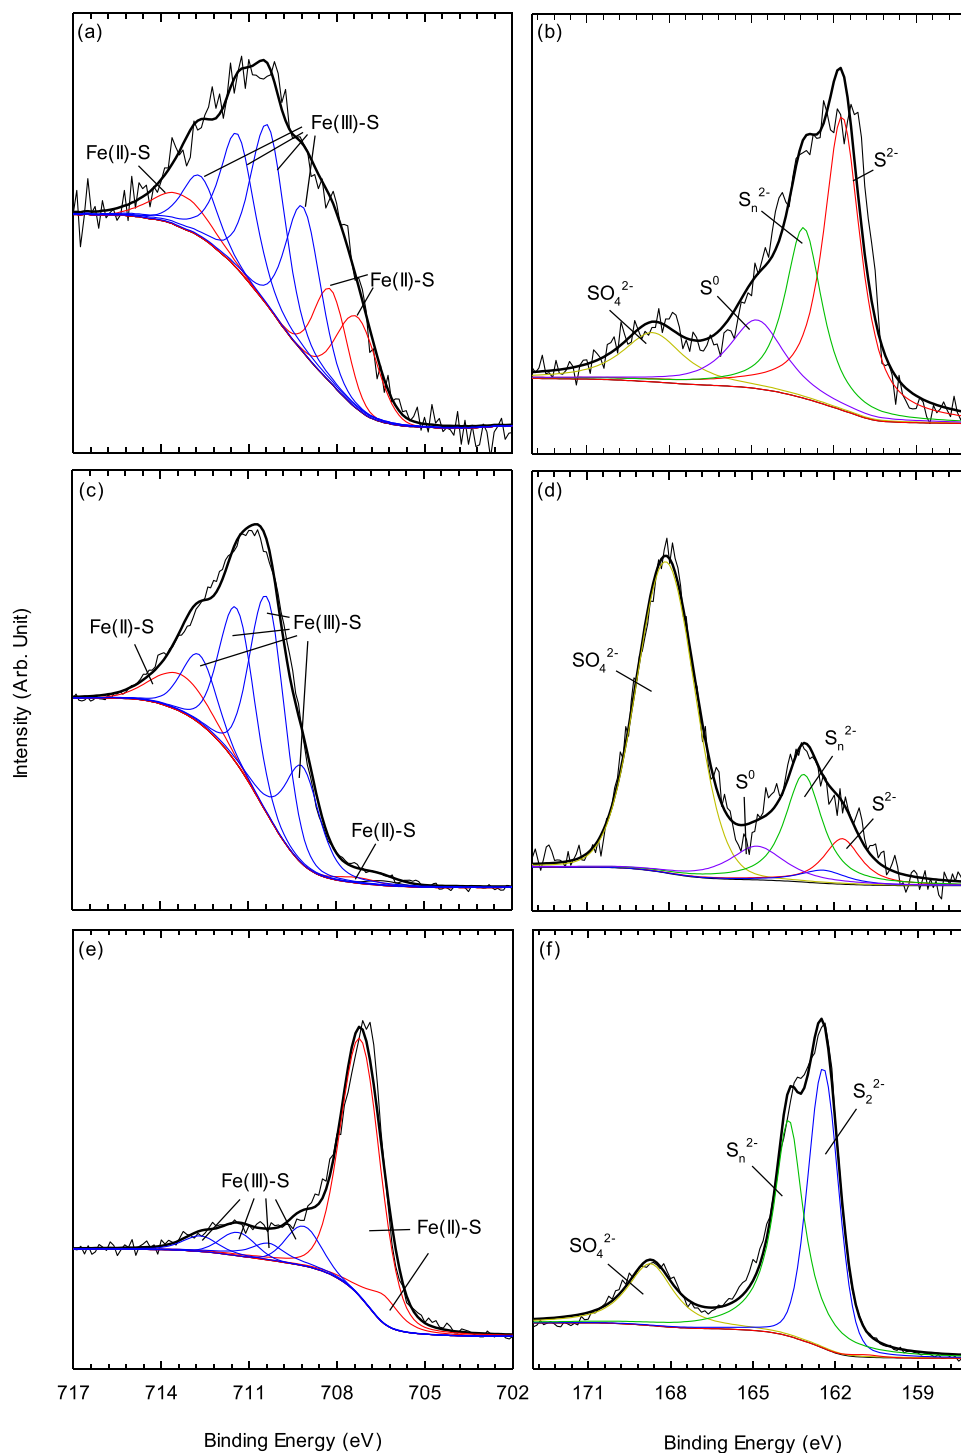 (a)
Fe(III)-S
Fe(II)-S
Fe(II)-S
(b)
S2-
Sn2-
S0
SO42-
(c)
Fe(II)-S
Fe(III)-S
Fe(II)-S
(d)
SO42-
Sn2-
S0
S2-
Intensity (Arb. Unit)
(e)
Fe(III)-S
Fe(II)-S
(f)
S22-
Sn2-
SO42-
717 714 711 708 705 702
171 168 165 162 159
Binding Energy (eV)
Binding Energy (eV)